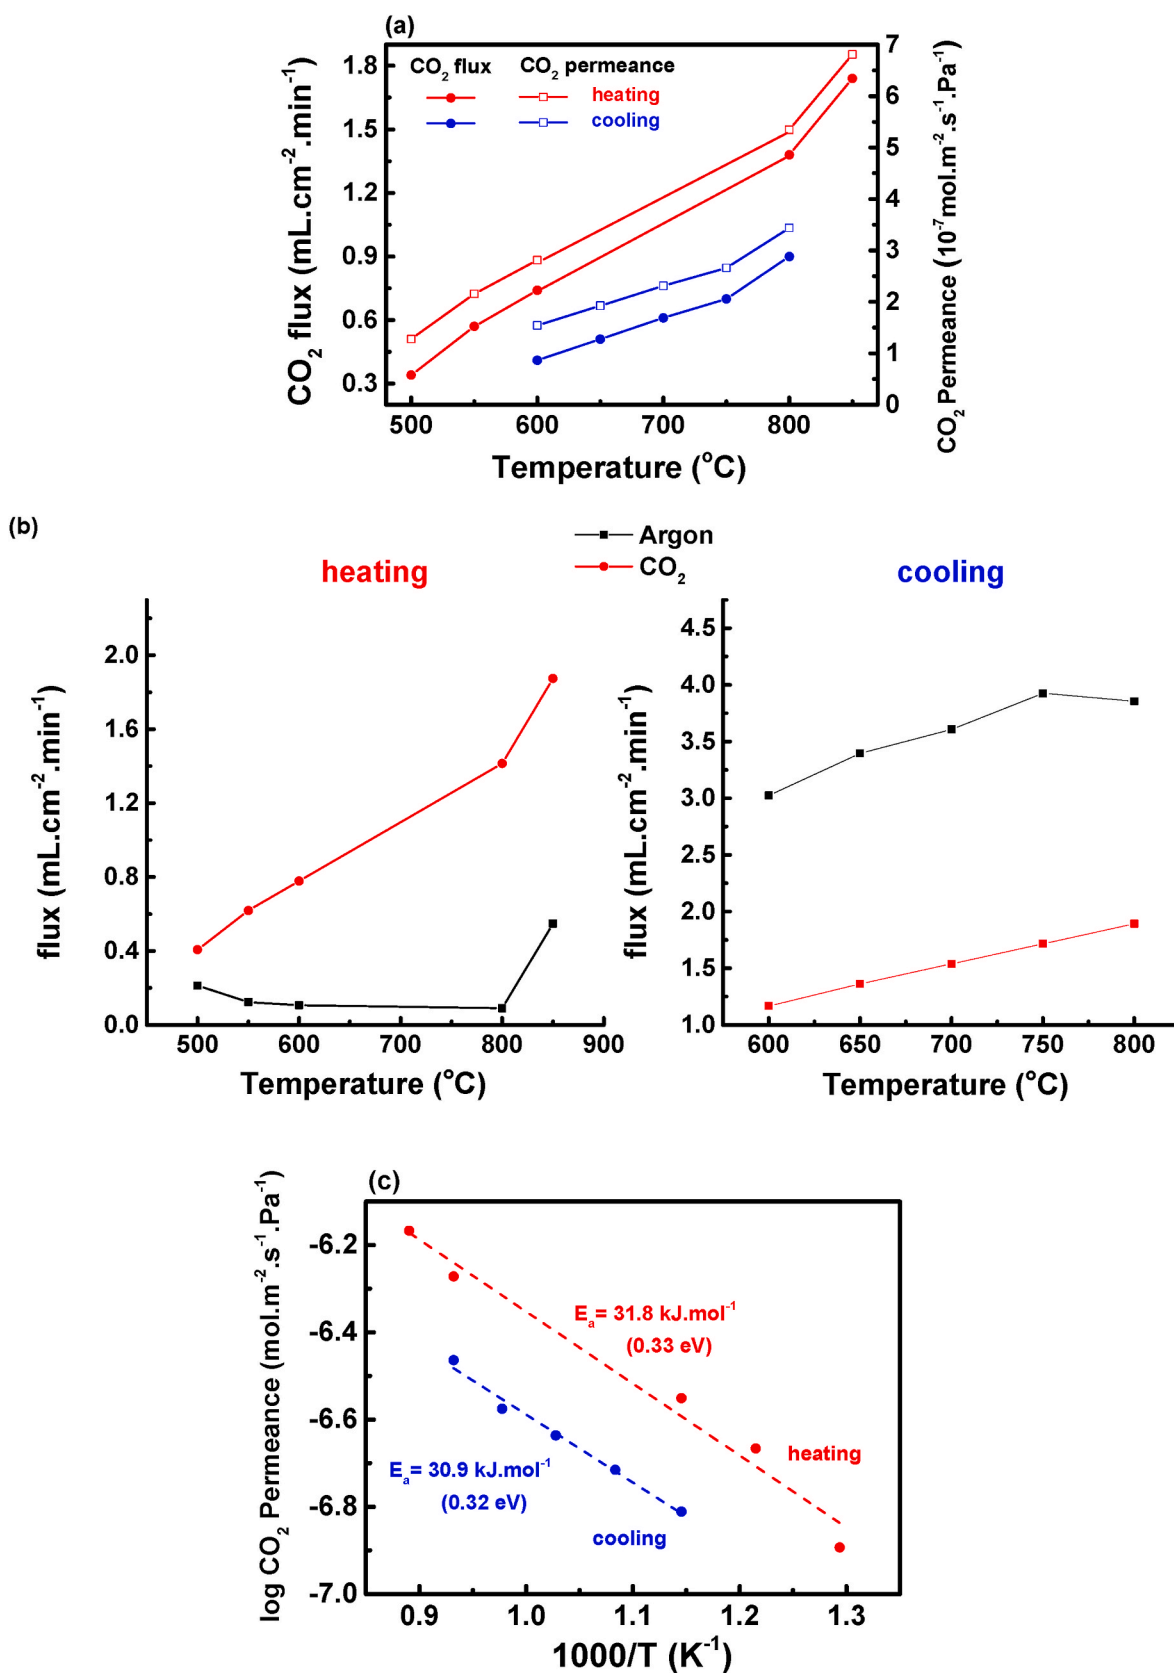 (a)
CO2 flux CO2 permeance
heating
cooling
1.8
1.5
1.2
0.9
0.6
0.3
CO2 flux (mL.cm-2.min-1)
7
6
5
4
3
2
1
0
CO2 Permeance (10-7mol.m-2.s-1.Pa-1)
500 600 700 800
Temperature (oC)
(b)
Argon
CO2
heating
cooling
2.0
1.6
1.2
0.8
0.4
0.0
flux (mL.cm-2.min-1)
500 600 700 800 900
Temperature (oC)
4.5
4.0
3.5
3.0
2.5
2.0
1.5
1.0
flux (mL.cm-2.min-1)
600 650 700 750 800
Temperature (oC)
(c)
-6.2
-6.4
-6.6
-6.8
-7.0
log CO2 Permeance (mol.m-2.s-1.Pa-1)
Ea= 31.8 kJ.mol-1
(0.33 eV)
heating
Ea= 30.9 kJ.mol-1
(0.32 eV)
cooling
0.9 1.0 1.1 1.2 1.3
1000/T (K-1)